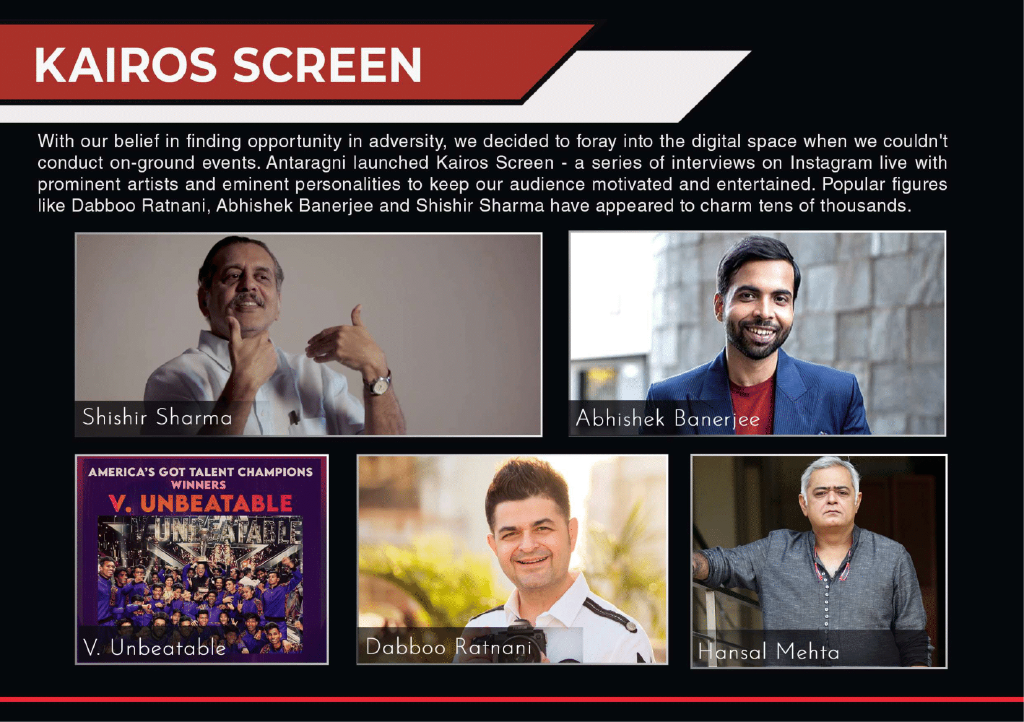 KAIROS SCREEN
With our belief in finding opportunity in adversity, we decided to foray into the digital space when we couldn't
conduct on-ground events. Antaragni launched Kairos Screen - a series of interviews on Instagram live with
prominent artists and eminent personalities to keep our audience motivated and entertained. Popular figures
like Dabboo Ratnani, Abhishek Banerjee and Shishir Sharma have appeared to charm tens of thousands.
Shishir Sharma
Abhishek Banerjee
AMERICA'S GOT TALENT CHAMPIONS
WINNERS
V. UNBEATABLE
V. UNBEATABLE
V. Unbeatable
Dabboo Ratnani
Hansal Mehta